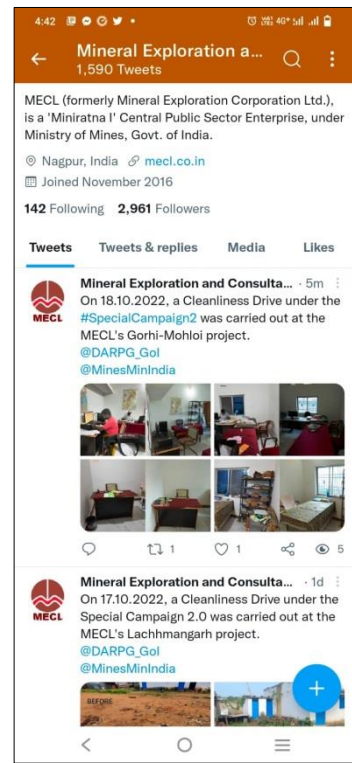 4:42
4G+
Mineral Exploration a...
1,590 Tweets
MECL (formerly Mineral Exploration Corporation Ltd.),
is a 'Miniratna I' Central Public Sector Enterprise, under
Ministry of Mines, Govt. of India.
Nagpur, India mecl.co.in
Joined November 2016
142 Following 2,961 Followers
Tweets Tweets & replies Media Likes
Mineral Exploration and Consulta... · 5m
On 18.10.2022, a Cleanliness Drive under the
#SpecialCampaign2 was carried out at the
MECL's Gorhi-Mohloi project.
@DARPG_GoI
@MinesMinIndia
MECL
1 1 5
Mineral Exploration and Consulta... · 1d
On 17.10.2022, a Cleanliness Drive under the
Special Campaign 2.0 was carried out at the
MECL's Lachhmangarh project.
@DARPG_GoI
@MinesMinIndia
MECL
BEFORE